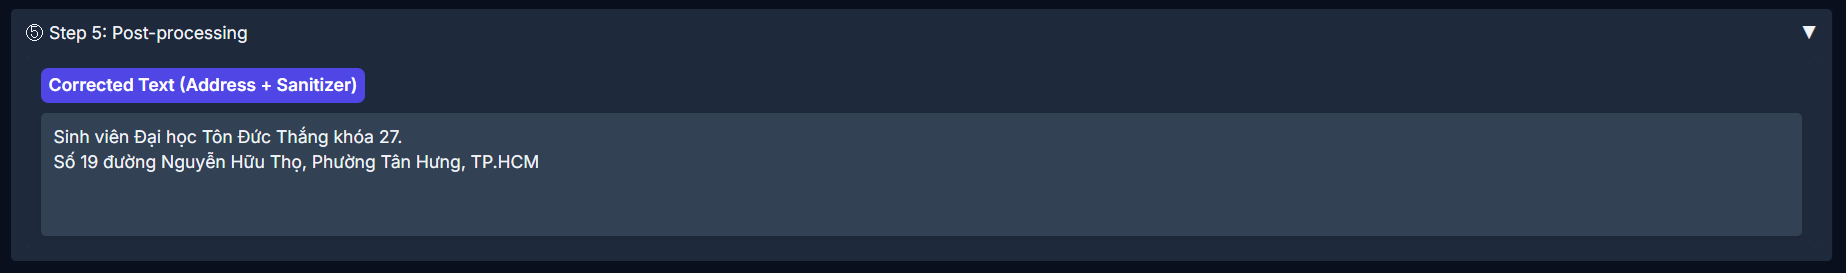 ⑤ Step 5: Post-processing
Corrected Text (Address + Sanitizer)
Sinh viên Đại học Tôn Đức Thắng khóa 27.
Số 19 đường Nguyễn Hữu Thọ, Phường Tân Hưng, TP.HCM